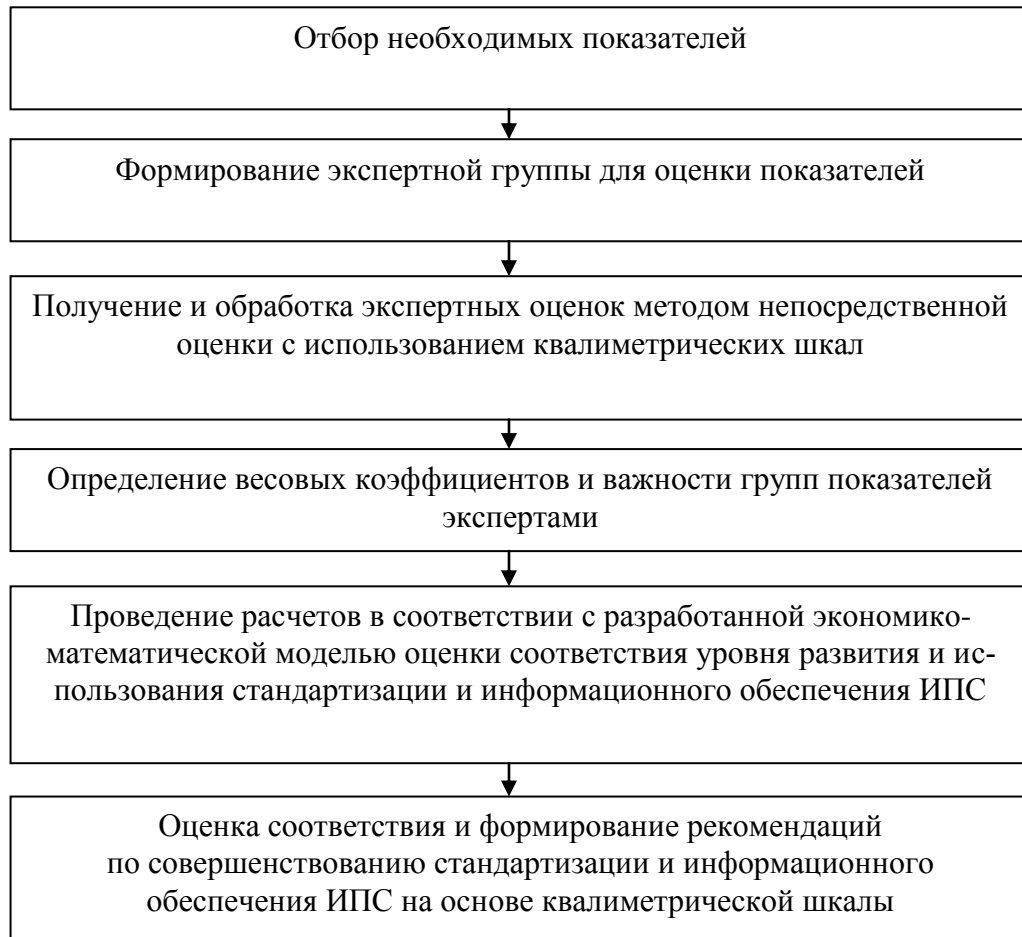 Отбор необходимых показателей
Формирование экспертной группы для оценки показателей
Получение и обработка экспертных оценок методом непосредственной
оценки с использованием квалиметрических шкал
Определение весовых коэффициентов и важности групп показателей
экспертами
Проведение расчетов в соответствии с разработанной экономико-
математической моделью оценки соответствия уровня развития и ис-
пользования стандартизации и информационного обеспечения ИПС
Оценка соответствия и формирование рекомендаций
по совершенствованию стандартизации и информационного
обеспечения ИПС на основе квалиметрической шкалы